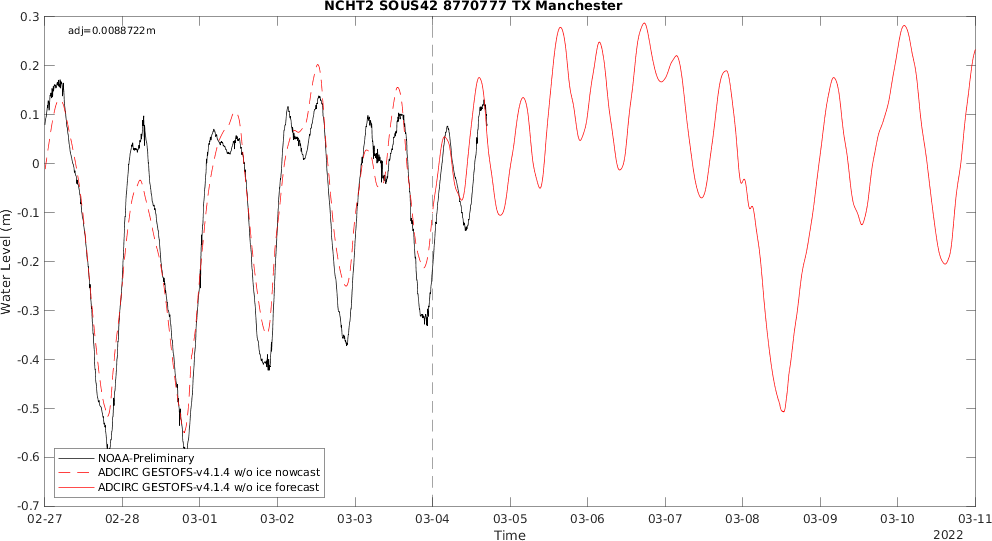 NCHT2 SOUS42 8770777 TX Manchester
adj=0.0088722m
0.3
0.2
0.1
0
-0.1
-0.2
-0.3
-0.4
-0.5
-0.6
-0.7
Water Level (m)
NOAA-Preliminary
ADCIRC GESTOFS-v4.1.4 w/o ice nowcast
ADCIRC GESTOFS-v4.1.4 w/o ice forecast
02-27 02-28 03-01 03-02 03-03 03-04 03-05 03-06 03-07 03-08 03-09 03-10 03-11
Time
2022